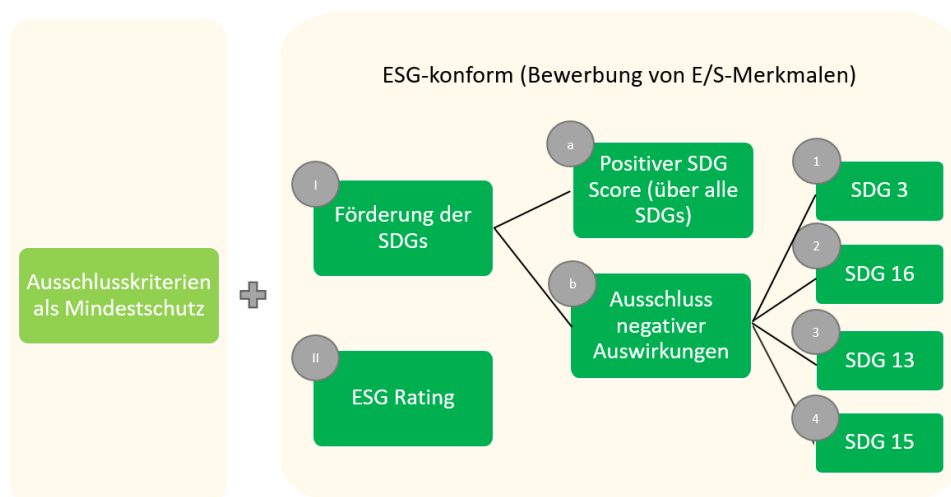 ESG-konform (Bewerbung von E/S-Merkmalen)
Ausschlusskriterien
als Mindestschutz
I
Förderung der
SDGs
a
Positiver SDG
Score (über alle
SDGs)
b
Ausschluss
negativer
Auswirkungen
1
SDG 3
2
SDG 16
3
SDG 13
4
SDG 15
II
ESG Rating